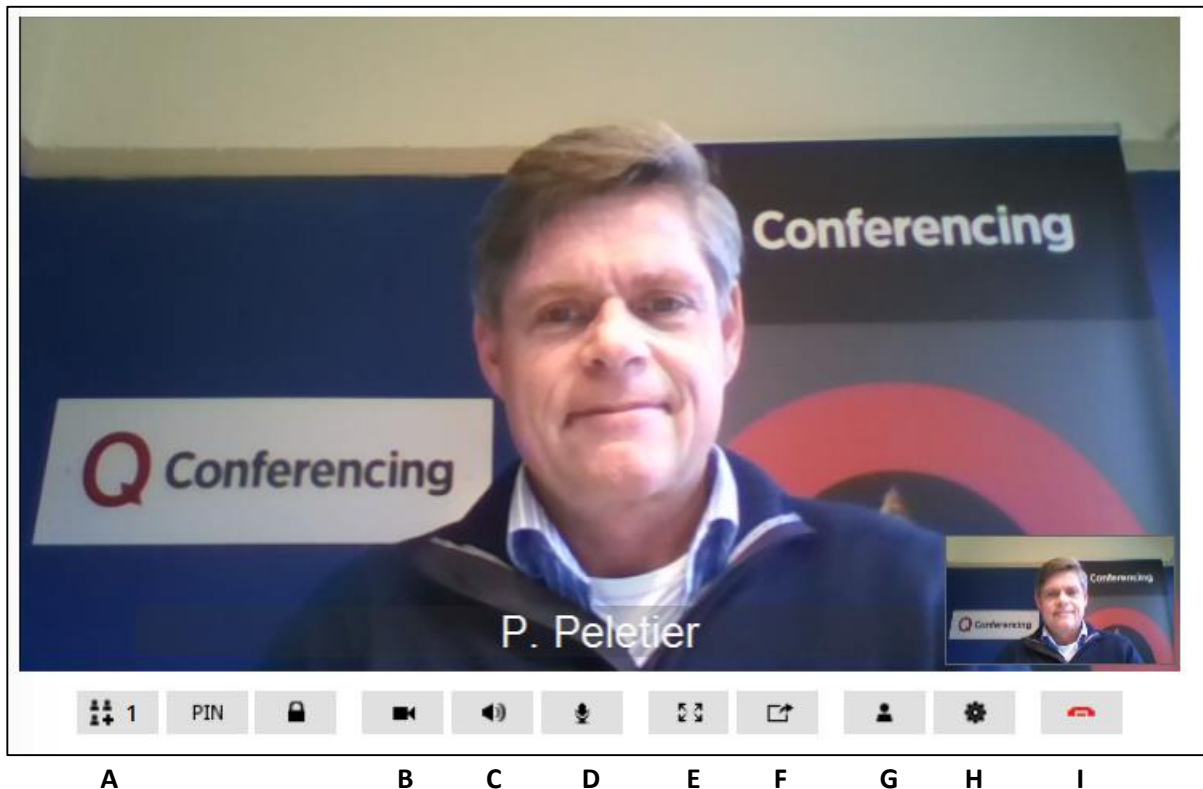 Conferencing
Q Conferencing
P. Peletier
Conferencing
Q Conferencing
1 PIN
A B C D E F G H I